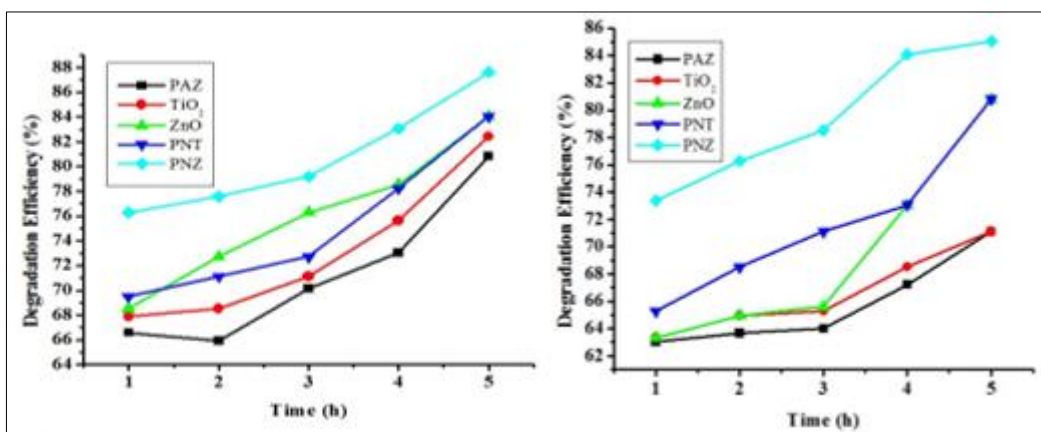 Degradation Efficiency (%)
88
86
84
82
80
78
76
74
72
70
68
66
64
PAZ
TiO2
ZnO
PNT
PNZ
1 2 3 4 5
Time (h)
Degradation Efficiency (%)
86
84
82
80
78
76
74
72
70
68
66
64
62
PAZ
TiO2
ZnO
PNT
PNZ
1 2 3 4 5
Time (h)